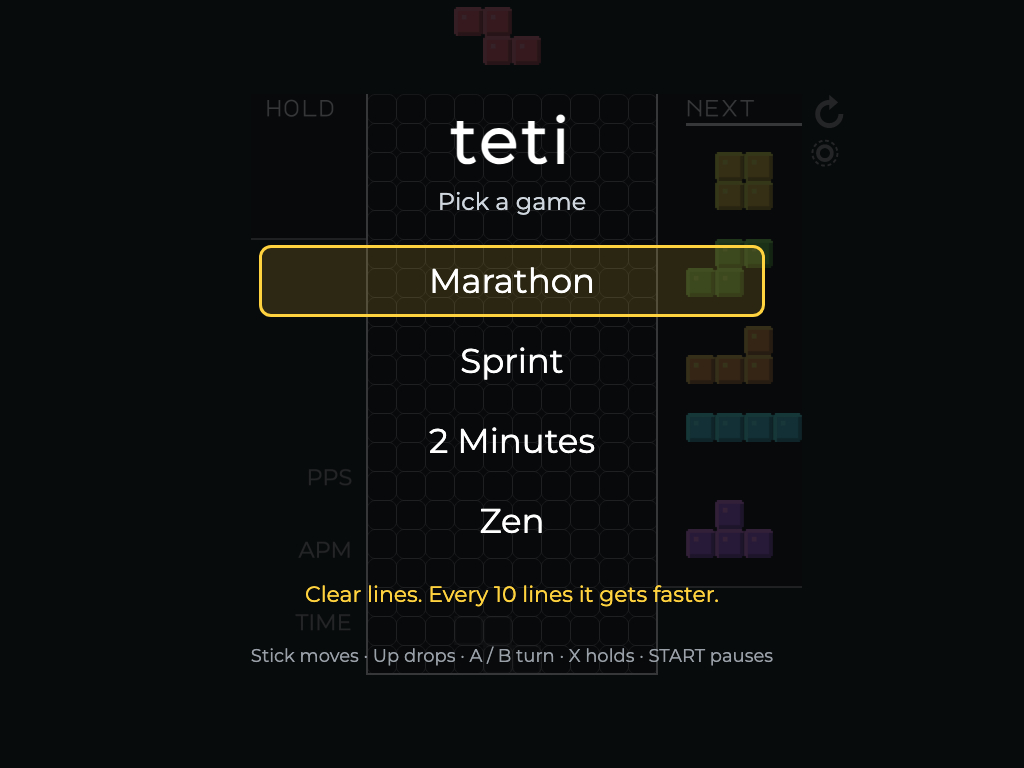 HOLD
NEXT
teti
Pick a game
Marathon
Sprint
2 Minutes
PPS
Zen
APM
Clear lines. Every 10 lines it gets faster.
TIME
Stick moves · Up drops · A / B turn · X holds · START pauses